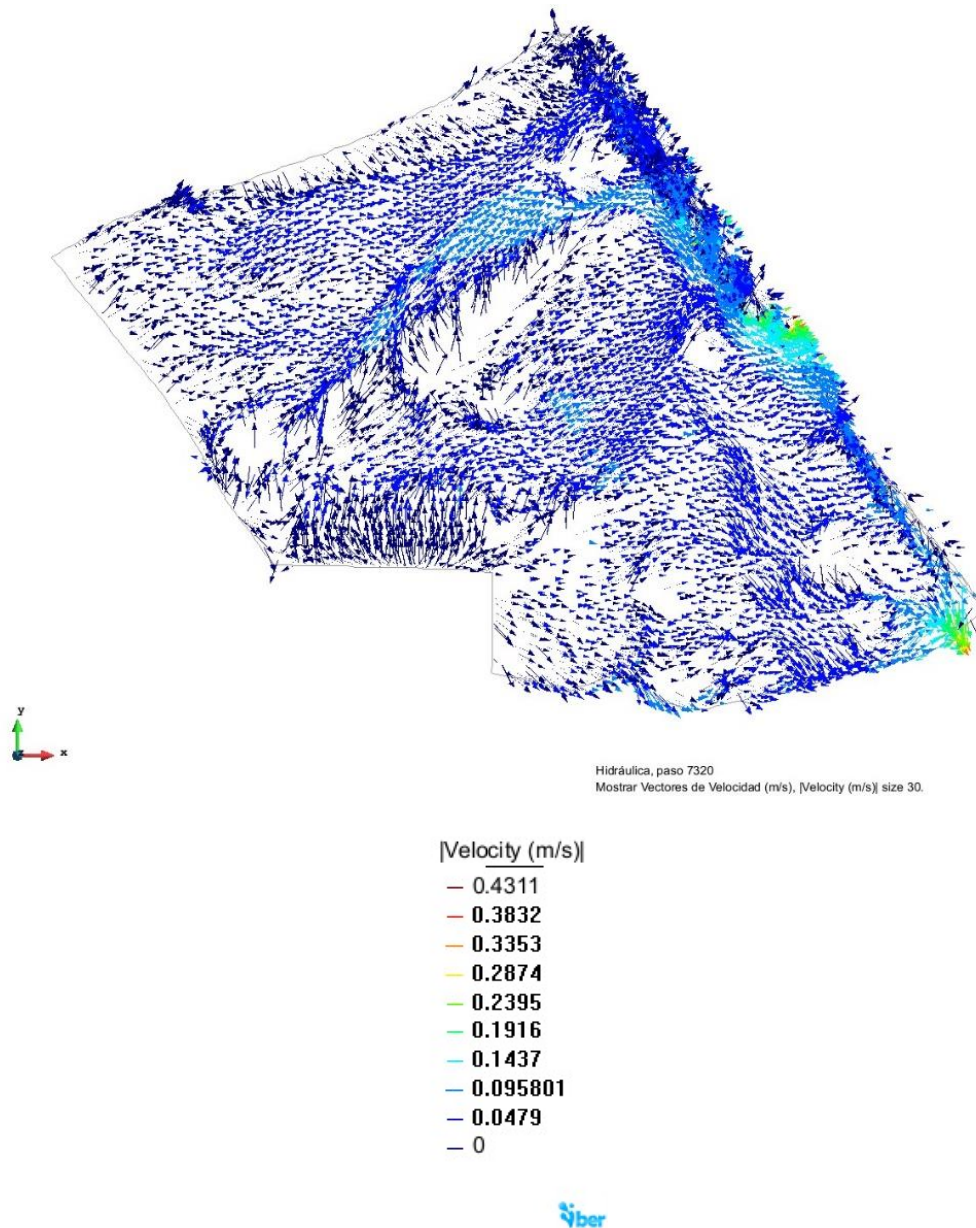 y
x
Hidráulica, paso 7320
Mostrar Vectores de Velocidad (m/s), |Velocity (m/s)| size 30.
|Velocity (m/s)|
0.4311
0.3832
0.3353
0.2874
0.2395
0.1916
0.1437
0.095801
0.0479
0
iber